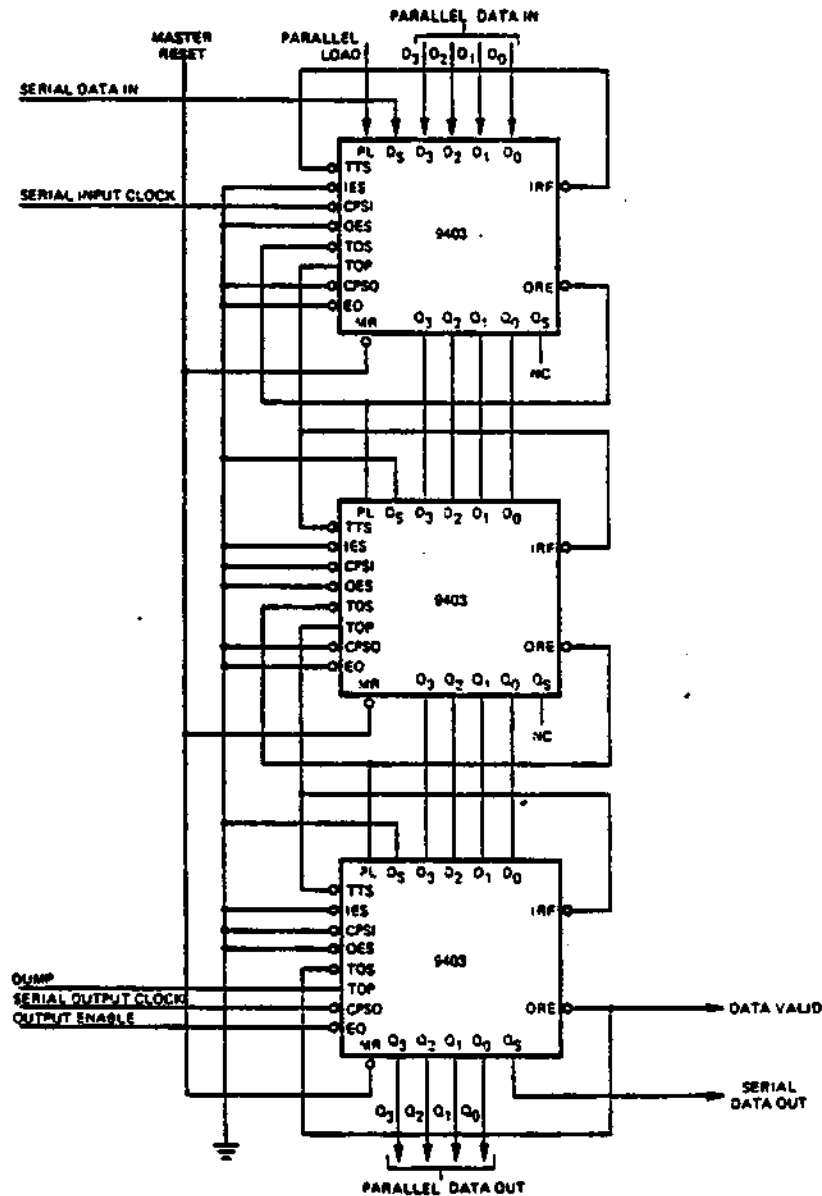 PARALLEL DATA IN
MASTER RESET
PARALLEL LOAD
D3 D2 D1 D0
SERIAL DATA IN
PL DS D3 D2 D1 D0
TTS
IES
IRF
SERIAL INPUT CLOCK
CPSI
OES
9403
TOS
TOP
CPSO
ORE
EO
MR Q3 Q2 Q1 Q0 QS
NC
PL DS D3 D2 D1 D0
TTS
IES
IRF
CPSI
OES
9403
TOS
TOP
CPSO
ORE
EO
MR Q3 Q2 Q1 Q0 QS
NC
PL DS D3 D2 D1 D0
TTS
IES
IRF
CPSI
OES
9403
TOS
DUMP
TOP
SERIAL OUTPUT CLOCK
CPSO
ORE
DATA VALID
OUTPUT ENABLE
EO
MR Q3 Q2 Q1 Q0 QS
SERIAL DATA OUT
Q3 Q2 Q1 Q0
PARALLEL DATA OUT